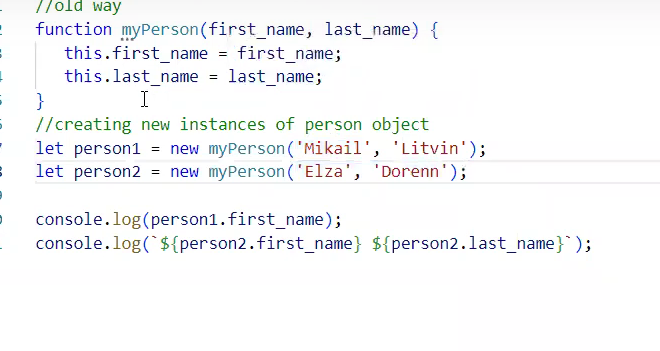 //old way
function myPerson(first_name, last_name) {
this.first_name = first_name;
this.last_name = last_name;
}
//creating new instances of person object
let person1 = new myPerson('Mikail', 'Litvin');
let person2 = new myPerson('Elza', 'Dorenn');
console.log(person1.first_name);
console.log(`${person2.first_name} ${person2.last_name}`);